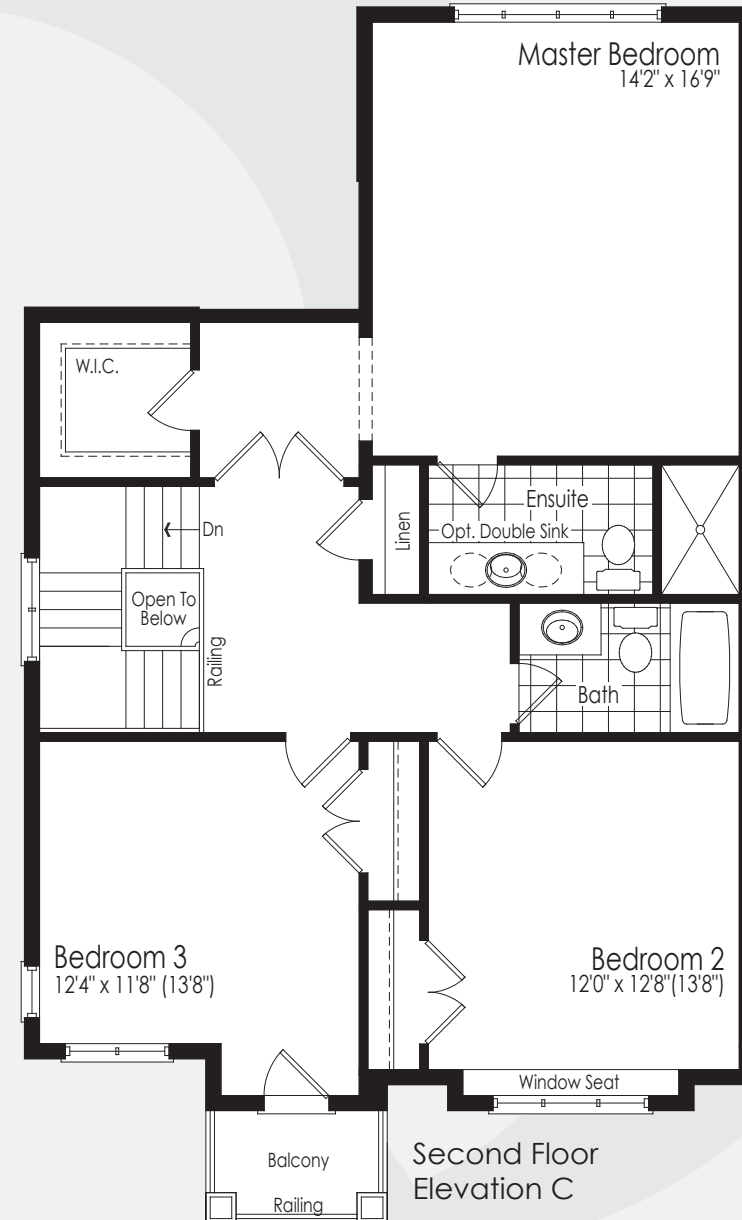 Master Bedroom
14'2" x 16'9"
W.I.C.
Dn
Linen
Ensuite
Opt. Double Sink
Open To
Below
Railing
Bath
Bedroom 3
12'4" x 11'8" (13'8")
Bedroom 2
12'0" x 12'8"(13'8")
Window Seat
Balcony
Railing
Second Floor
Elevation C